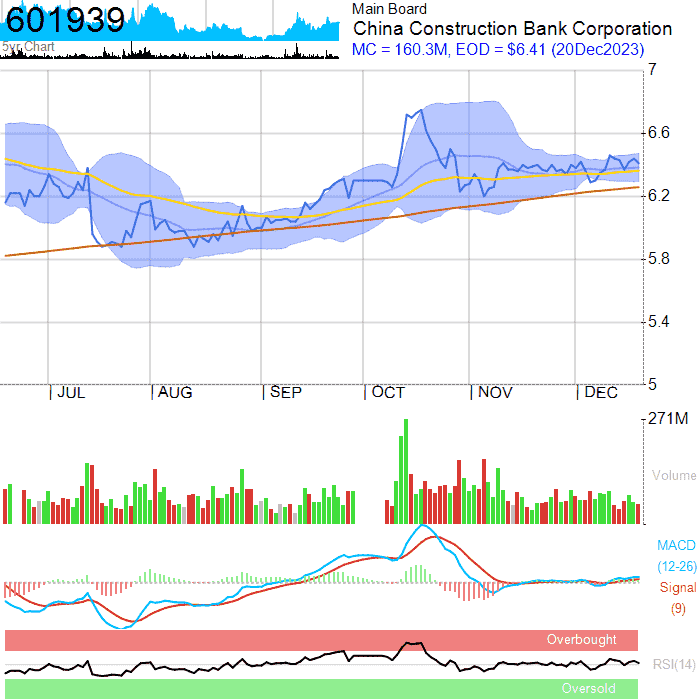 601939
5yr Chart
Main Board
China Construction Bank Corporation
MC = 160.3M, EOD = $6.41 (20Dec2023)
7
6.6
6.2
5.8
5.4
5
JUL
AUG
SEP
OCT
NOV
DEC
271M
Volume
MACD
(12-26)
Signal
(9)
Overbought
RSI(14)
Oversold